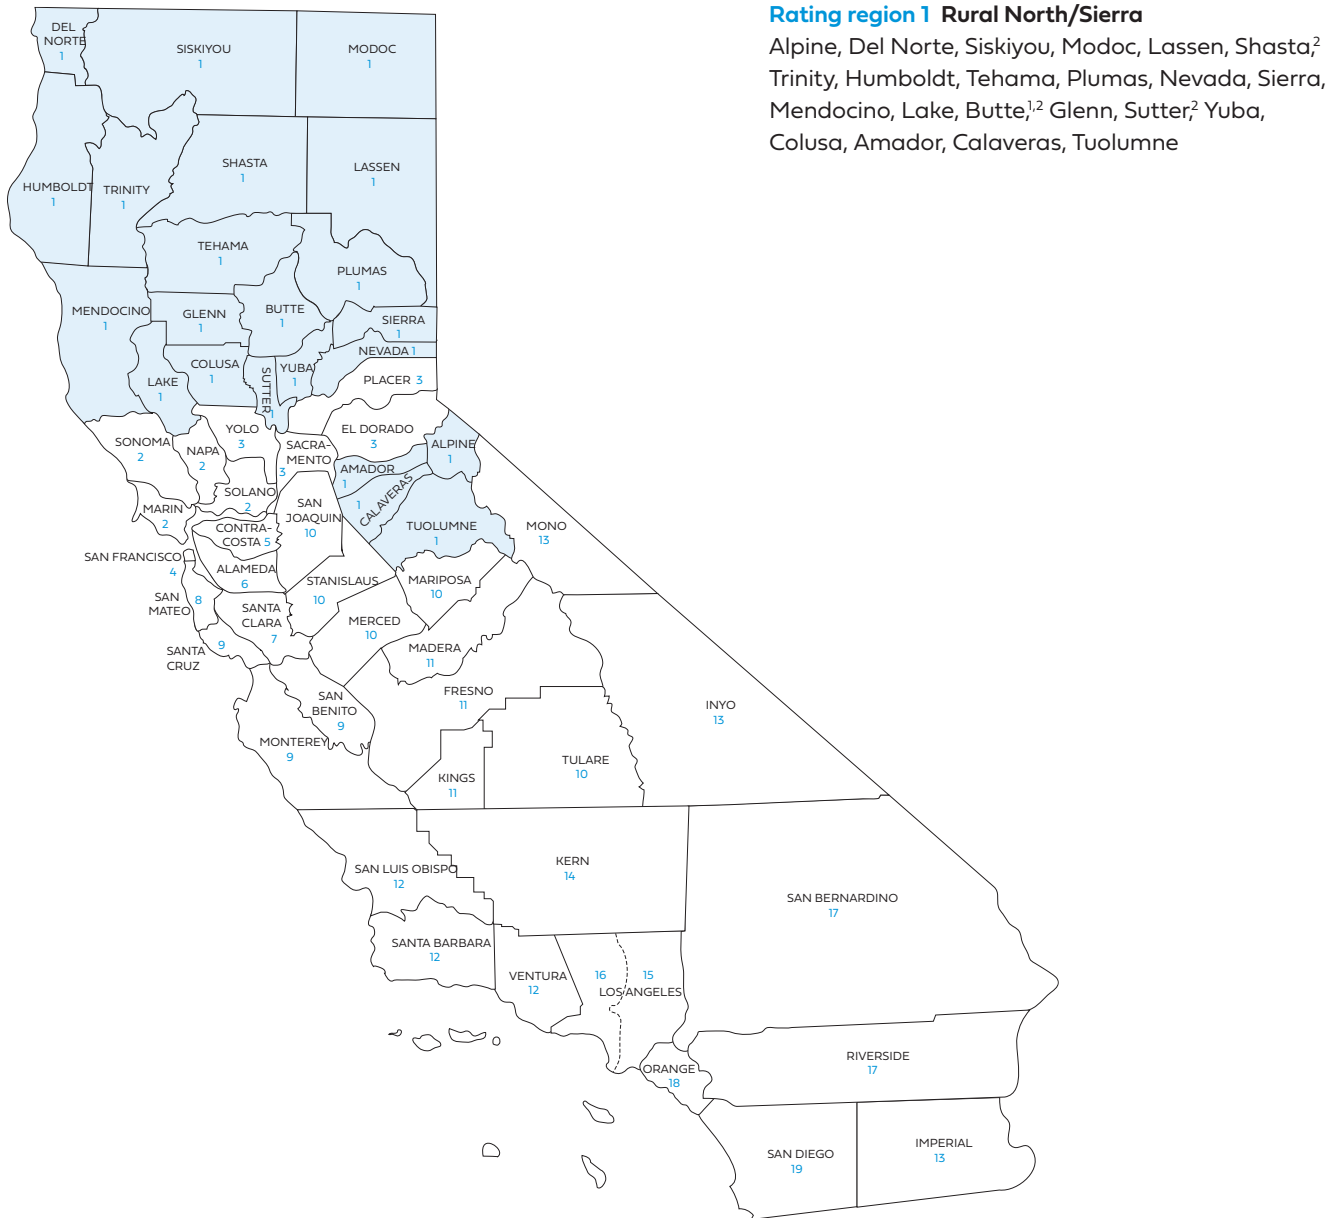 Rating region 1 Rural North/Sierra
Alpine, Del Norte, Siskiyou, Modoc, Lassen, Shasta,2
Trinity, Humboldt, Tehama, Plumas, Nevada, Sierra,
Mendocino, Lake, Butte,1,2 Glenn, Sutter,2 Yuba,
Colusa, Amador, Calaveras, Tuolumne
DEL
NORTE
1
SISKIYOU
1
MODOC
1
SHASTA
1
LASSEN
1
HUMBOLDT
1
TRINITY
1
TEHAMA
1
PLUMAS
1
MENDOCINO
1
GLENN
1
BUTTE
1
SIERRA
1
NEVADA 1
COLUSA
1
SUTTER
1
YUBA
1
PLACER 3
LAKE
1
SONOMA
2
NAPA
2
YOLO
3
SACRA-
MENTO
3
EL DORADO
3
ALPINE
1
AMADOR
1
CALAVERAS
1
SOLANO
2
MARIN
2
SAN
JOAQUIN
10
TUOLUMNE
1
MONO
13
CONTRA-
COSTA 5
SAN FRANCISCO
4
ALAMEDA
6
STANISLAUS
10
MARIPOSA
10
SAN
MATEO
8
SANTA
CLARA
7
MERCED
10
SANTA
CRUZ
9
MADERA
11
FRESNO
11
SAN
BENITO
9
INYO
13
MONTEREY
9
KINGS
11
TULARE
10
SAN LUIS OBISPO
12
KERN
14
SAN BERNARDINO
17
SANTA BARBARA
12
VENTURA
12
16
15
LOS ANGELES
ORANGE
18
RIVERSIDE
17
SAN DIEGO
19
IMPERIAL
13